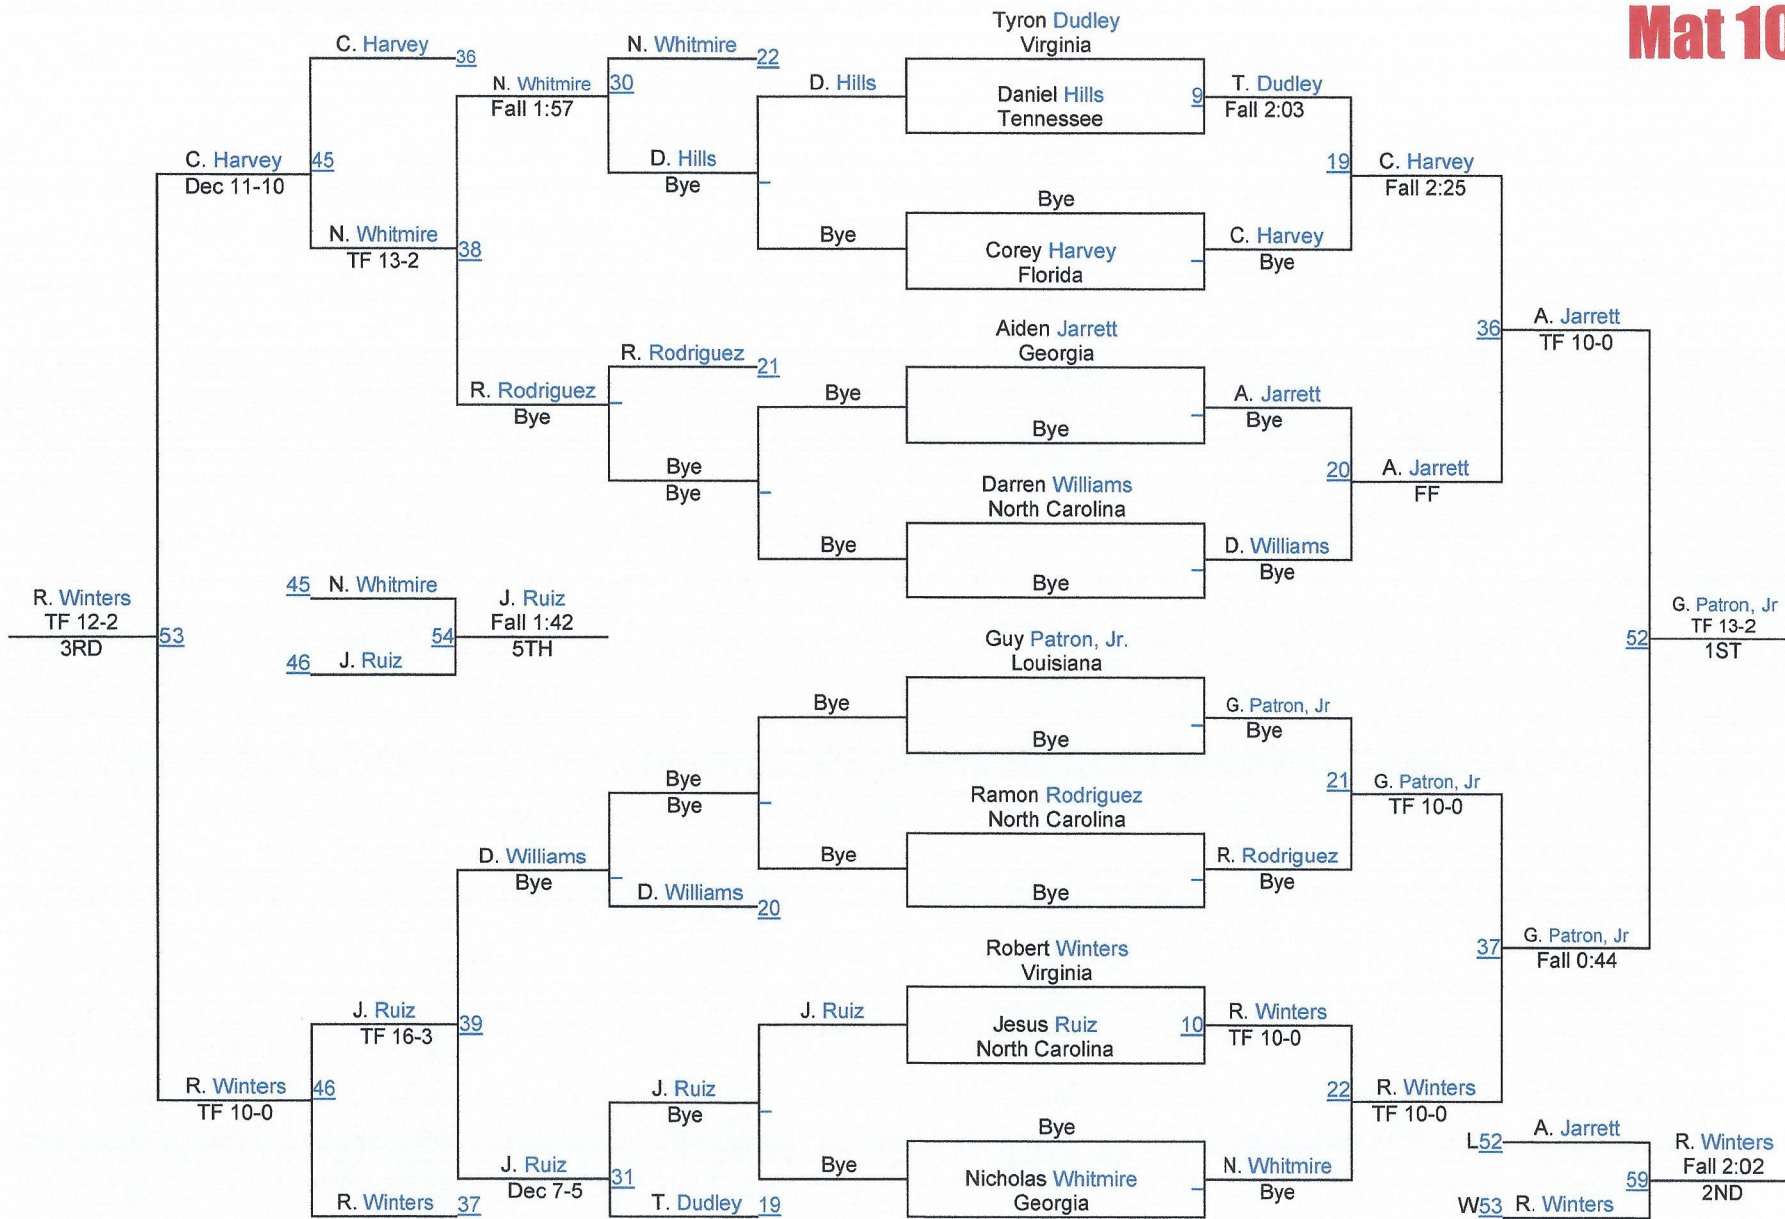 Mat 10
Tyron Dudley
Virginia
Daniel Hills
Tennessee
9
Bye
Corey Harvey
Florida
-
Aiden Jarrett
Georgia
Bye
-
Darren Williams
North Carolina
Bye
-
Guy Patron, Jr.
Louisiana
Bye
-
Ramon Rodriguez
North Carolina
Bye
-
Robert Winters
Virginia
Jesus Ruiz
North Carolina
10
Bye
Nicholas Whitmire
Georgia
-
T. Dudley
Fall 2:03
19
C. Harvey
Bye
A. Jarrett
Bye
20
D. Williams
Bye
G. Patron, Jr
Bye
21
R. Rodriguez
Bye
R. Winters
TF 10-0
22
N. Whitmire
Bye
C. Harvey
Fall 2:25
36
A. Jarrett
FF
G. Patron, Jr
TF 10-0
37
R. Winters
TF 10-0
A. Jarrett
TF 10-0
52
G. Patron, Jr
Fall 0:44
G. Patron, Jr
TF 13-2
1ST
L52
A. Jarrett
59
W53
R. Winters
R. Winters
Fall 2:02
2ND
D. Hills
-
Bye
Bye
-
Bye
Bye
-
Bye
J. Ruiz
-
Bye
N. Whitmire
22
30
D. Hills
Bye
R. Rodriguez
21
-
Bye
Bye
Bye
Bye
-
D. Williams
20
J. Ruiz
Bye
31
T. Dudley
19
N. Whitmire
Fall 1:57
38
R. Rodriguez
Bye
D. Williams
Bye
39
J. Ruiz
Dec 7-5
C. Harvey
36
45
N. Whitmire
TF 13-2
J. Ruiz
TF 16-3
46
R. Winters
37
C. Harvey
Dec 11-10
53
R. Winters
TF 10-0
R. Winters
TF 12-2
3RD
45
N. Whitmire
54
46
J. Ruiz
J. Ruiz
Fall 1:42
5TH